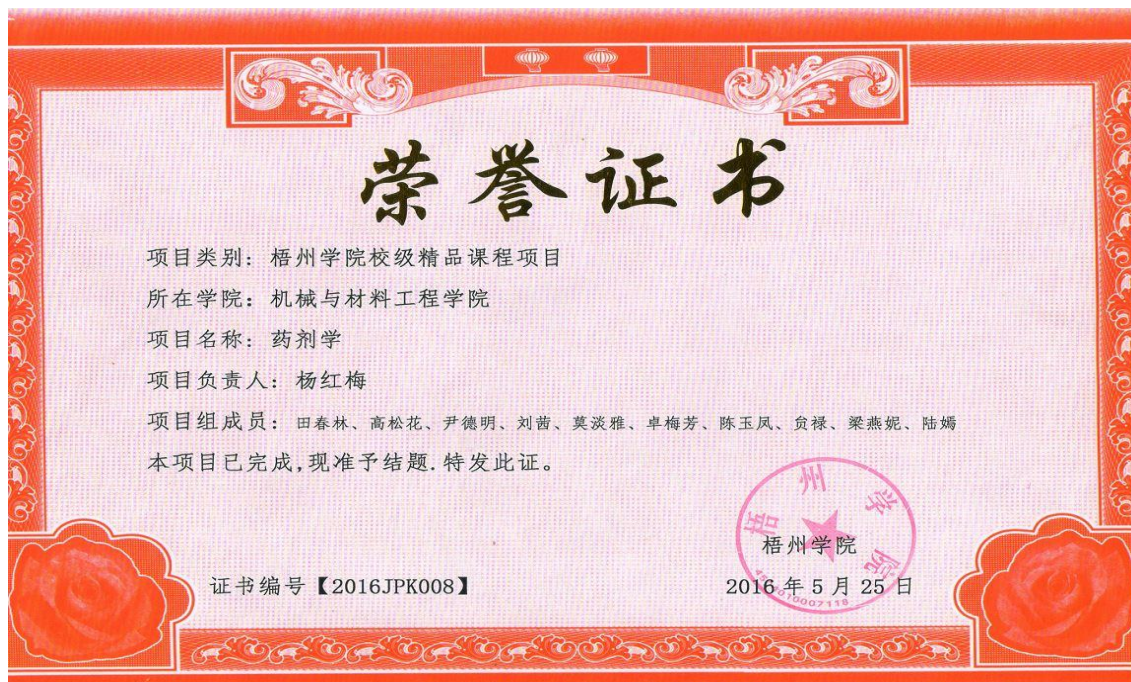 荣誉证书
项目类别：梧州学院校级精品课程项目
所在学院：机械与材料工程学院
项目名称：药剂学
项目负责人：杨红梅
项目组成员：田春林、高松花、尹德明、刘茜、莫淡雅、卓梅芳、陈玉凤、贠禄、梁燕妮、陆嫣
本项目已完成,现准予结题.特发此证。
梧州学院
梧州学院
证书编号【2016JPK008】
2016年5月25日